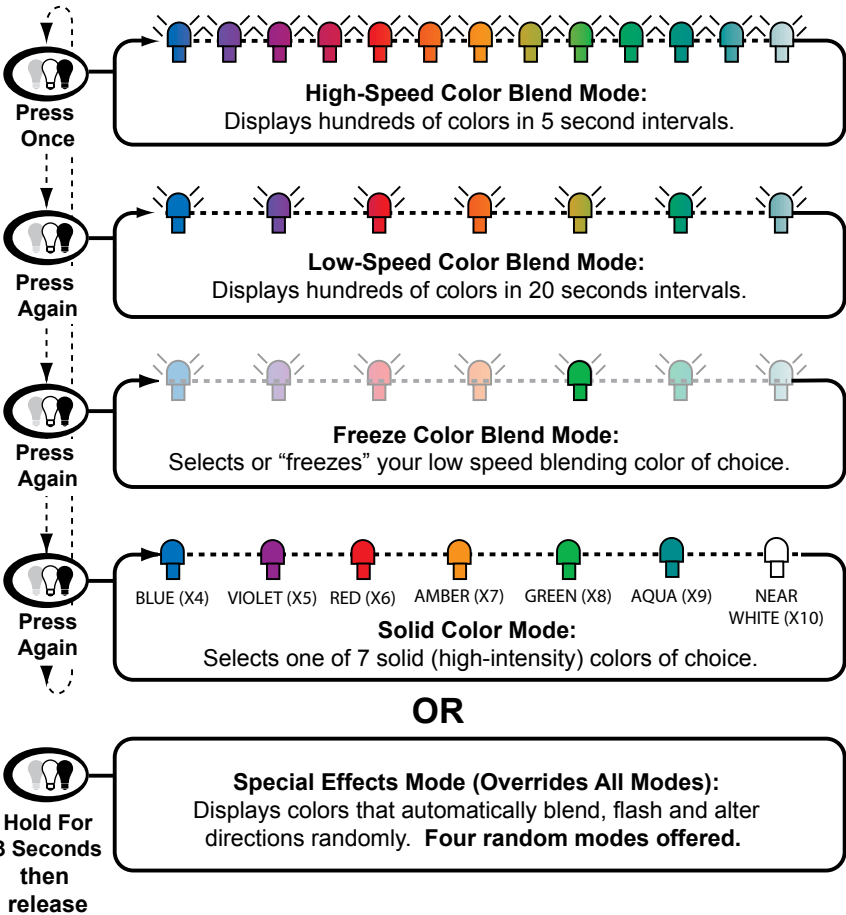 Press
Once
High-Speed Color Blend Mode:
Displays hundreds of colors in 5 second intervals.
Press
Again
Low-Speed Color Blend Mode:
Displays hundreds of colors in 20 seconds intervals.
Press
Again
Freeze Color Blend Mode:
Selects or “freezes” your low speed blending color of choice.
Press
Again
BLUE (X4) VIOLET (X5) RED (X6) AMBER (X7) GREEN (X8) AQUA (X9) NEAR
WHITE (X10)
Solid Color Mode:
Selects one of 7 solid (high-intensity) colors of choice.
OR
Hold For
3 Seconds
then
release
Special Effects Mode (Overrides All Modes):
Displays colors that automatically blend, flash and alter
directions randomly. Four random modes offered.